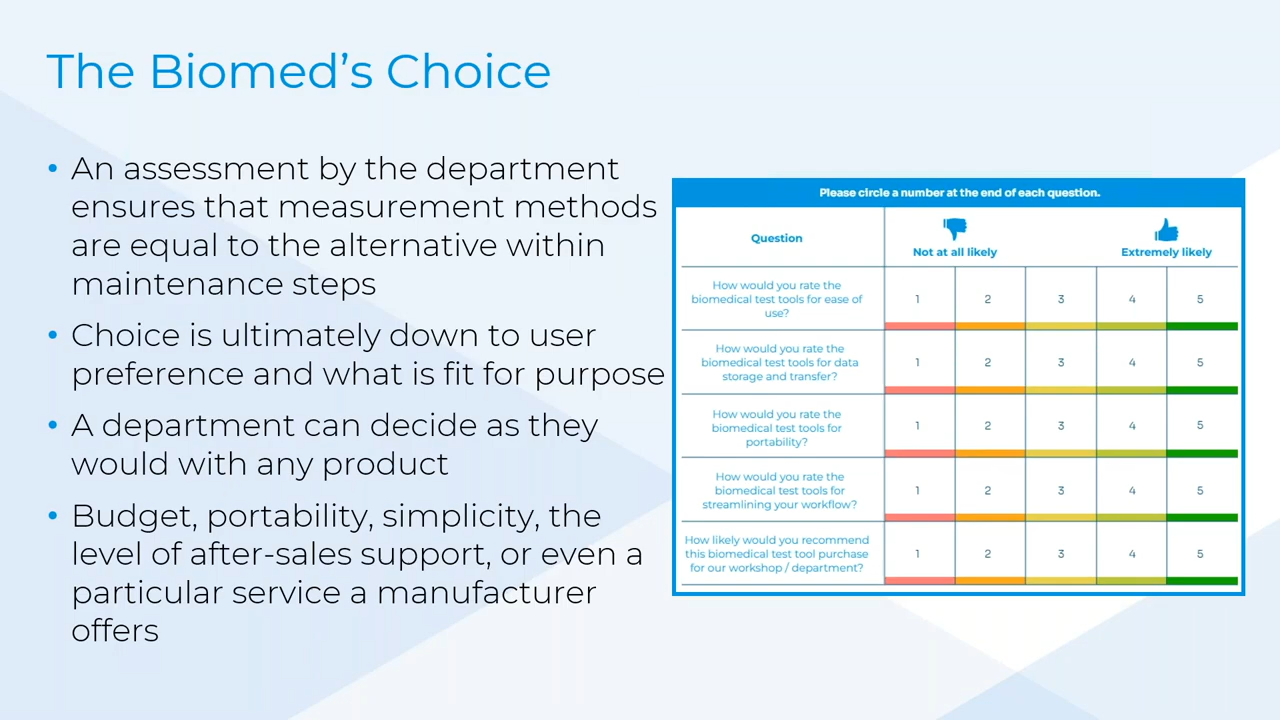 The Biomed’s Choice
• An assessment by the department
ensures that measurement methods
are equal to the alternative within
maintenance steps
• Choice is ultimately down to user
preference and what is fit for purpose
• A department can decide as they
would with any product
• Budget, portability, simplicity, the
level of after-sales support, or even a
particular service a manufacturer
offers
Please circle a number at the end of each question.
Question
Not at all likely
Extremely likely
How would you rate the
biomedical test tools for ease of
use?
1 2 3 4 5
How would you rate the
biomedical test tools for data
storage and transfer?
1 2 3 4 5
How would you rate the
biomedical test tools for
portability?
1 2 3 4 5
How would you rate the
biomedical test tools for
streamlining your workflow?
1 2 3 4 5
How likely would you recommend
this biomedical test tool purchase
for our workshop / department?
1 2 3 4 5